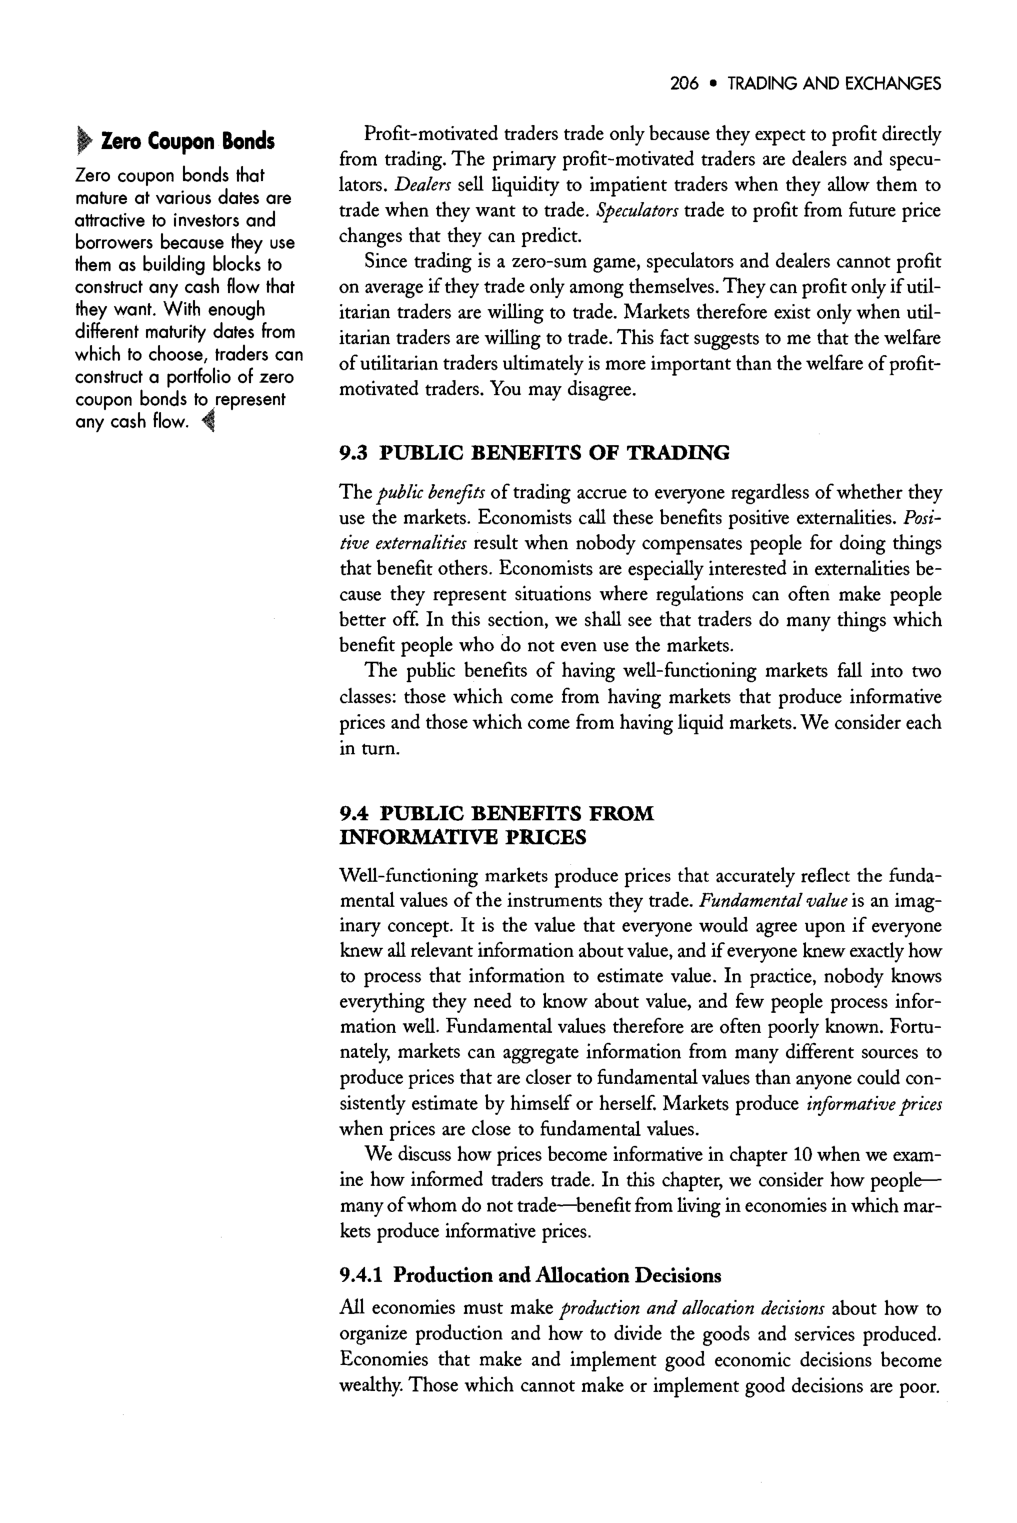 206 • TRADING AND EXCHANGES
Zero Coupon Bonds
Zero coupon bonds that
mature at various dates are
attractive to investors and
borrowers because they use
them as building blocks to
construct any cash flow that
they want. With enough
different maturity dates from
which to choose, traders can
construct a portfolio of zero
coupon bonds to represent
any cash flow.
Profit-motivated traders trade only because they expect to profit directly
from trading. The primary profit-motivated traders are dealers and specu-
lators. Dealers sell liquidity to impatient traders when they allow them to
trade when they want to trade. Speculators trade to profit from future price
changes that they can predict.
Since trading is a zero-sum game, speculators and dealers cannot profit
on average if they trade only among themselves. They can profit only if util-
itarian traders are willing to trade. Markets therefore exist only when util-
itarian traders are willing to trade. This fact suggests to me that the welfare
of utilitarian traders ultimately is more important than the welfare of profit-
motivated traders. You may disagree.
9.3 PUBLIC BENEFITS OF TRADING
The public benefits of trading accrue to everyone regardless of whether they
use the markets. Economists call these benefits positive externalities. Posi-
tive externalities result when nobody compensates people for doing things
that benefit others. Economists are especially interested in externalities be-
cause they represent situations where regulations can often make people
better off. In this section, we shall see that traders do many things which
benefit people who do not even use the markets.
The public benefits of having well-functioning markets fall into two
classes: those which come from having markets that produce informative
prices and those which come from having liquid markets. We consider each
in turn.
9.4 PUBLIC BENEFITS FROM
INFORMATIVE PRICES
Well-functioning markets produce prices that accurately reflect the funda-
mental values of the instruments they trade. Fundamental value is an imag-
inary concept. It is the value that everyone would agree upon if everyone
knew all relevant information about value, and if everyone knew exactly how
to process that information to estimate value. In practice, nobody knows
everything they need to know about value, and few people process infor-
mation well. Fundamental values therefore are often poorly known. Fortu-
nately, markets can aggregate information from many different sources to
produce prices that are closer to fundamental values than anyone could con-
sistently estimate by himself or herself. Markets produce informative prices
when prices are close to fundamental values.
We discuss how prices become informative in chapter 10 when we exam-
ine how informed traders trade. In this chapter, we consider how people—
many of whom do not trade—benefit from living in economies in which mar-
kets produce informative prices.
9.4.1 Production and Allocation Decisions
All economies must make production and allocation decisions about how to
organize production and how to divide the goods and services produced.
Economies that make and implement good economic decisions become
wealthy. Those which cannot make or implement good decisions are poor.